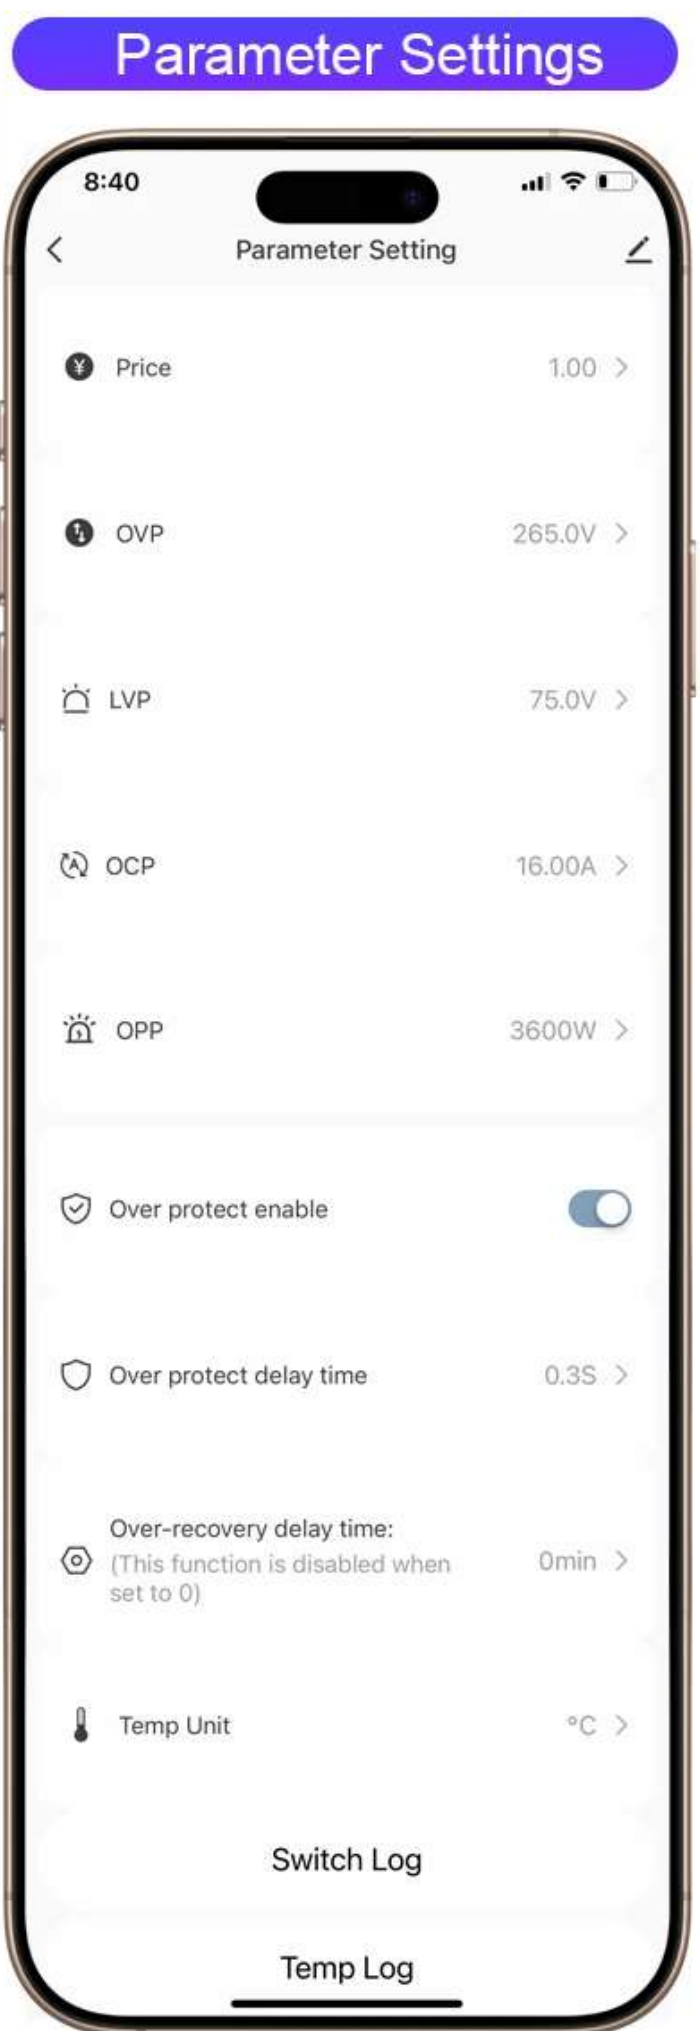 Parameter Settings
8:40
Parameter Setting
Price 1.00
OVP 265.0V
LVP 75.0V
OCP 16.00A
OPP 3600W
Over protect enable
Over protect delay time 0.3S
Over-recovery delay time:
(This function is disabled when 0min
set to 0)
Temp Unit °C
Switch Log
Temp Log